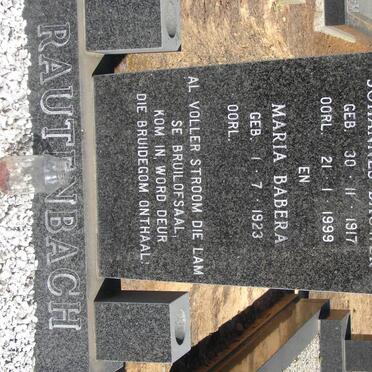 GEB. 30 . 11 . 1917
OORL. 21 . 1 . 1999
EN
MARIA BABERA
GEB. 1 . 7 . 1923
OORL.
AL VOLLER STROOM DIE LAM
SE BRUILOFSAAL,
KOM IN WORD DEUR
DIE BRUIDEGOM ONTHAAL.
RAUTENBACH